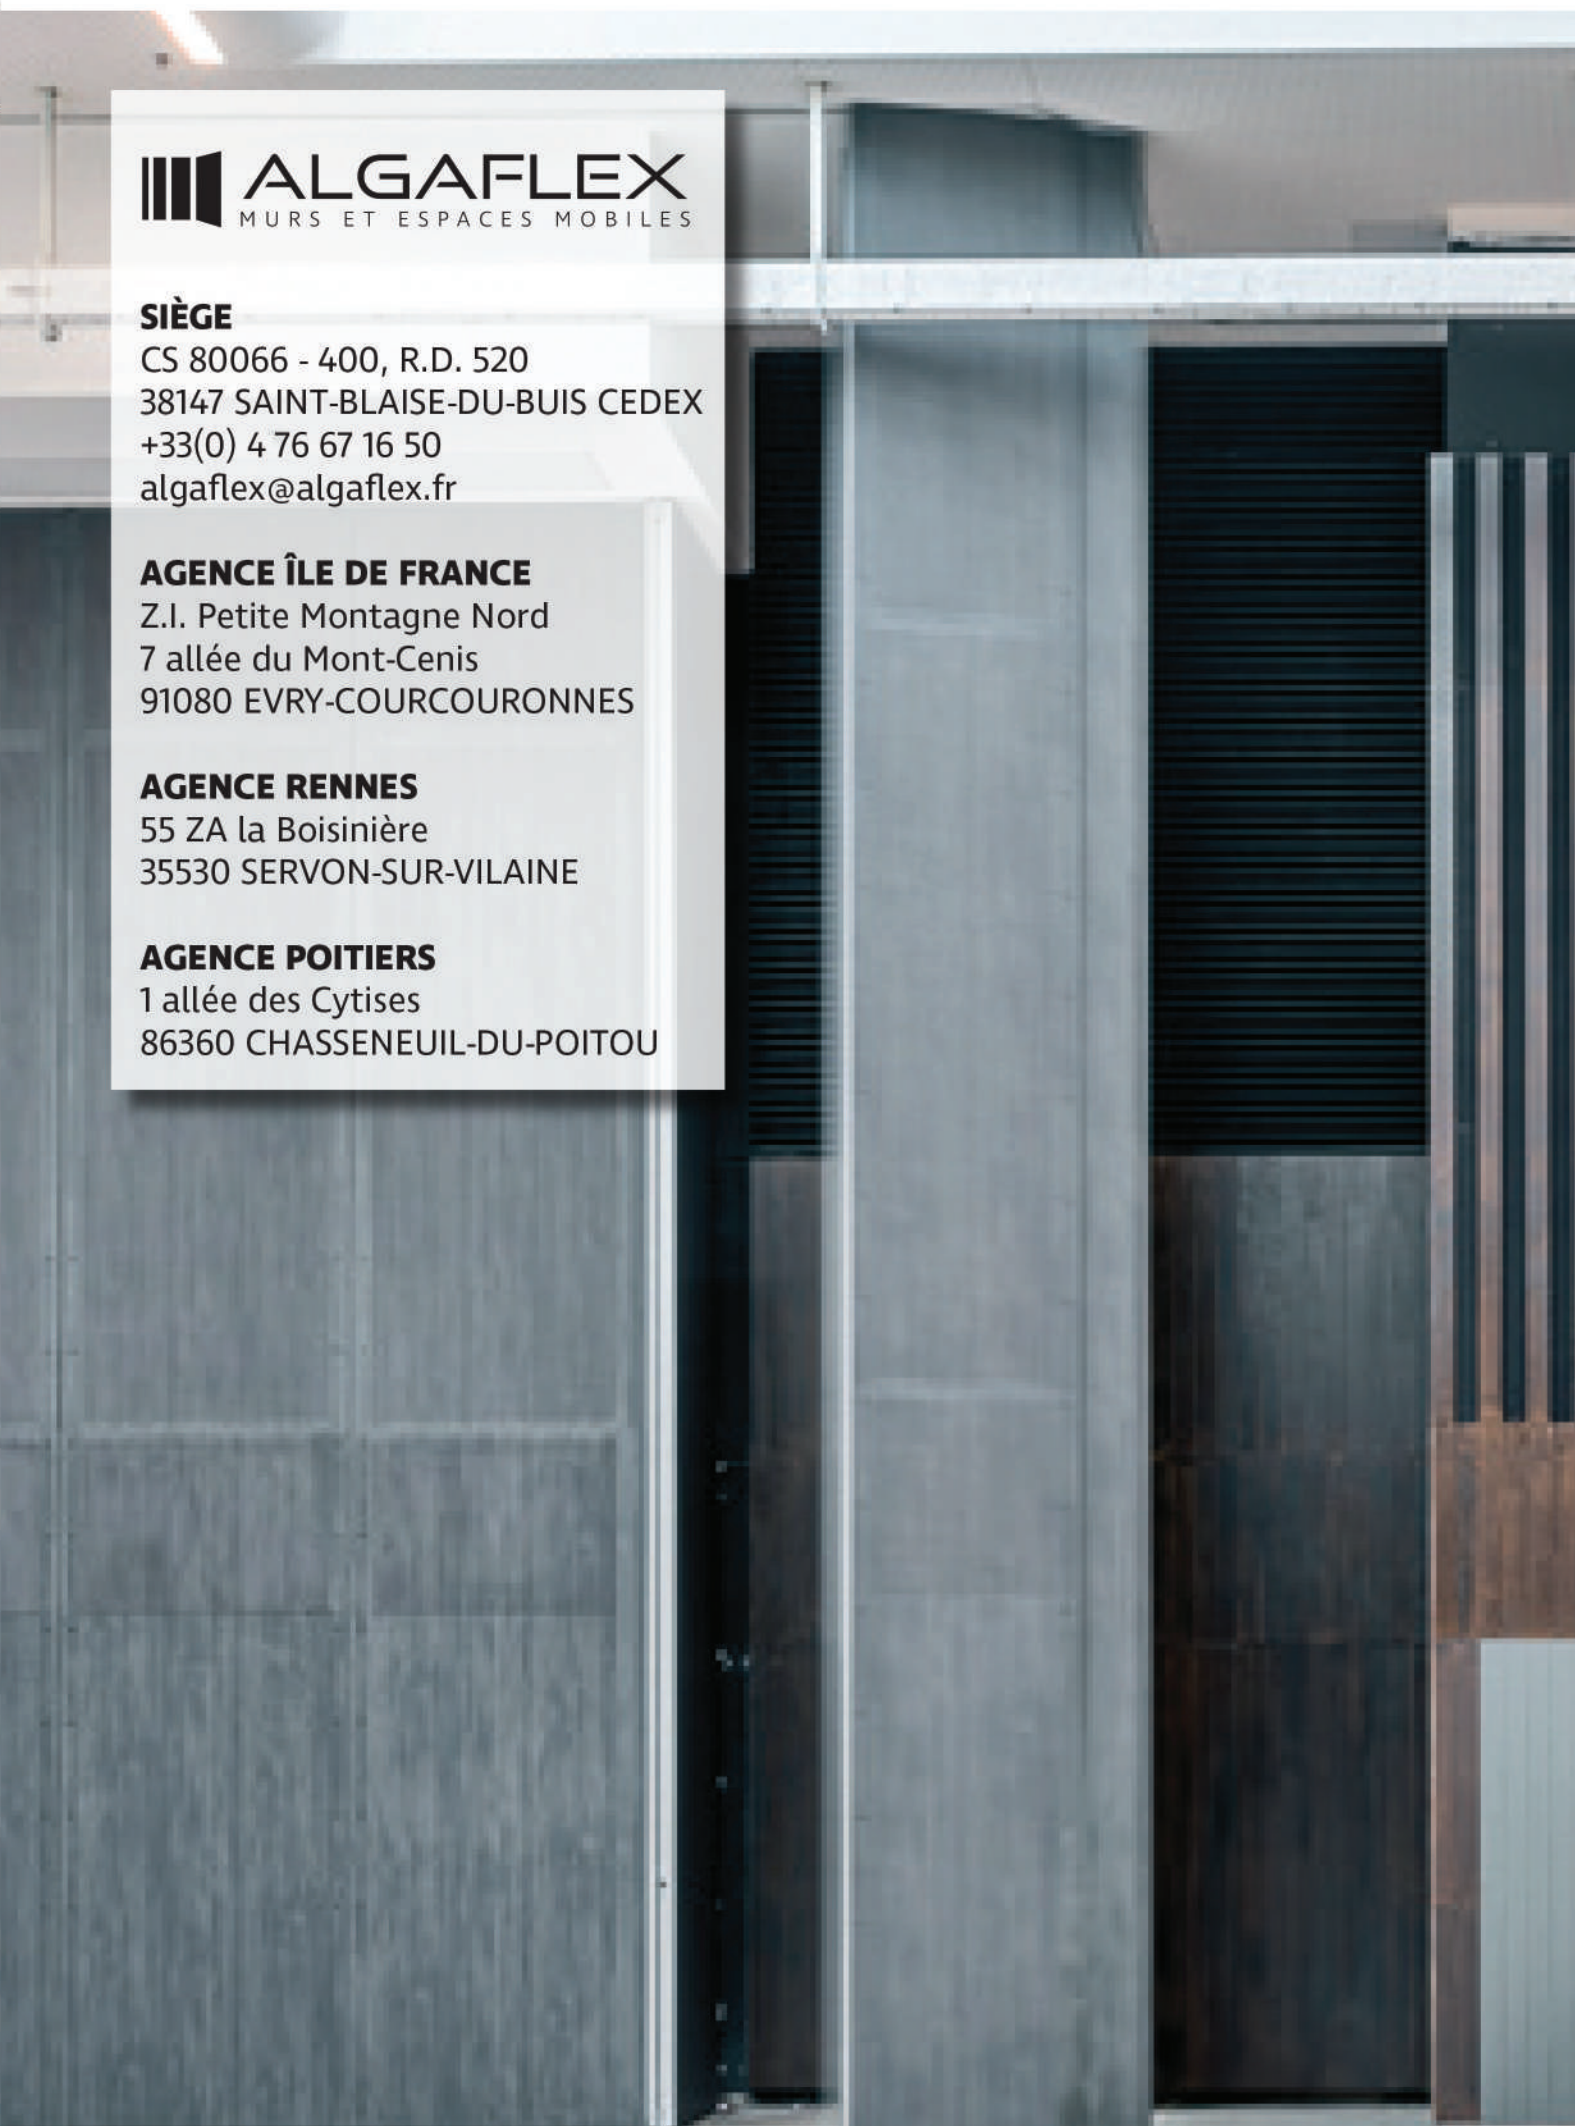 ALGAFLEX
MURS ET ESPACES MOBILES
SIÈGE
CS 80066 - 400, R.D. 520
38147 SAINT-BLAISE-DU-BUIS CEDEX
+33(0) 4 76 67 16 50
algaflex@algaflex.fr
AGENCE ÎLE DE FRANCE
Z.I. Petite Montagne Nord
7 allée du Mont-Cenis
91080 EVRY-COURCOURONNES
AGENCE RENNES
55 ZA la Boisinière
35530 SERVON-SUR-VILAINE
AGENCE POITIERS
1 allée des Cytises
86360 CHASSENEUIL-DU-POITOU